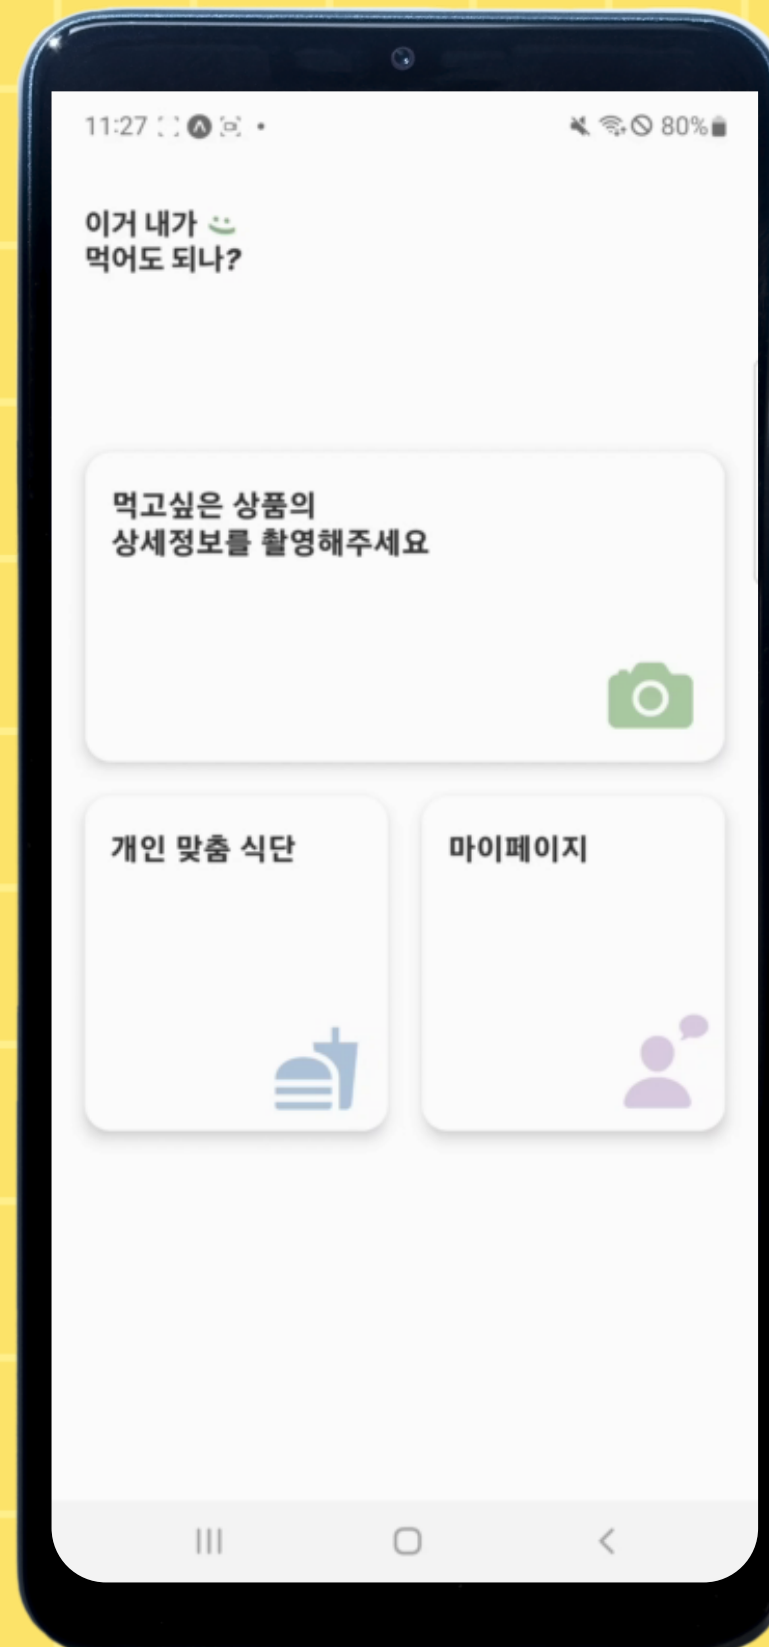 11:27
80%
이거 내가
먹어도 되나?
먹고싶은 상품의
상세정보를 촬영해주세요
개인 맞춤 식단
마이페이지